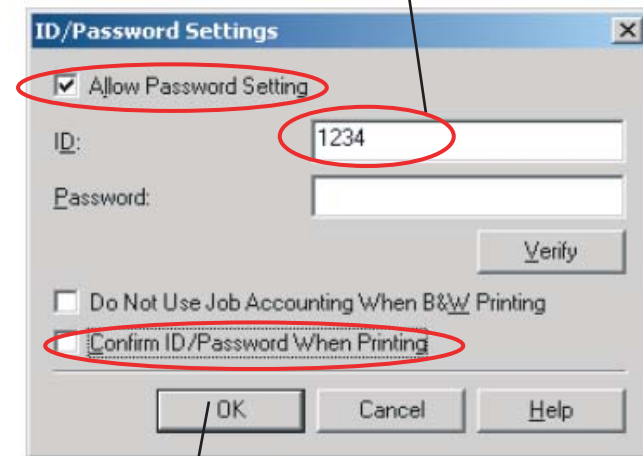 ID/Password Settings
Allow Password Setting
ID:
1234
Password:
Verify
Do Not Use Job Accounting When B&W Printing
Confirm ID/Password When Printing
OK
Cancel
Help